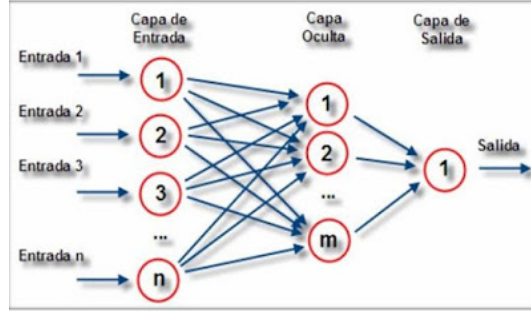 Capa de
Entrada
Capa
Oculta
Capa de
Salida
Entrada 1
1
Entrada 2
2
Entrada 3
3
...
Entrada n
n
1
2
...
m
1
Salida